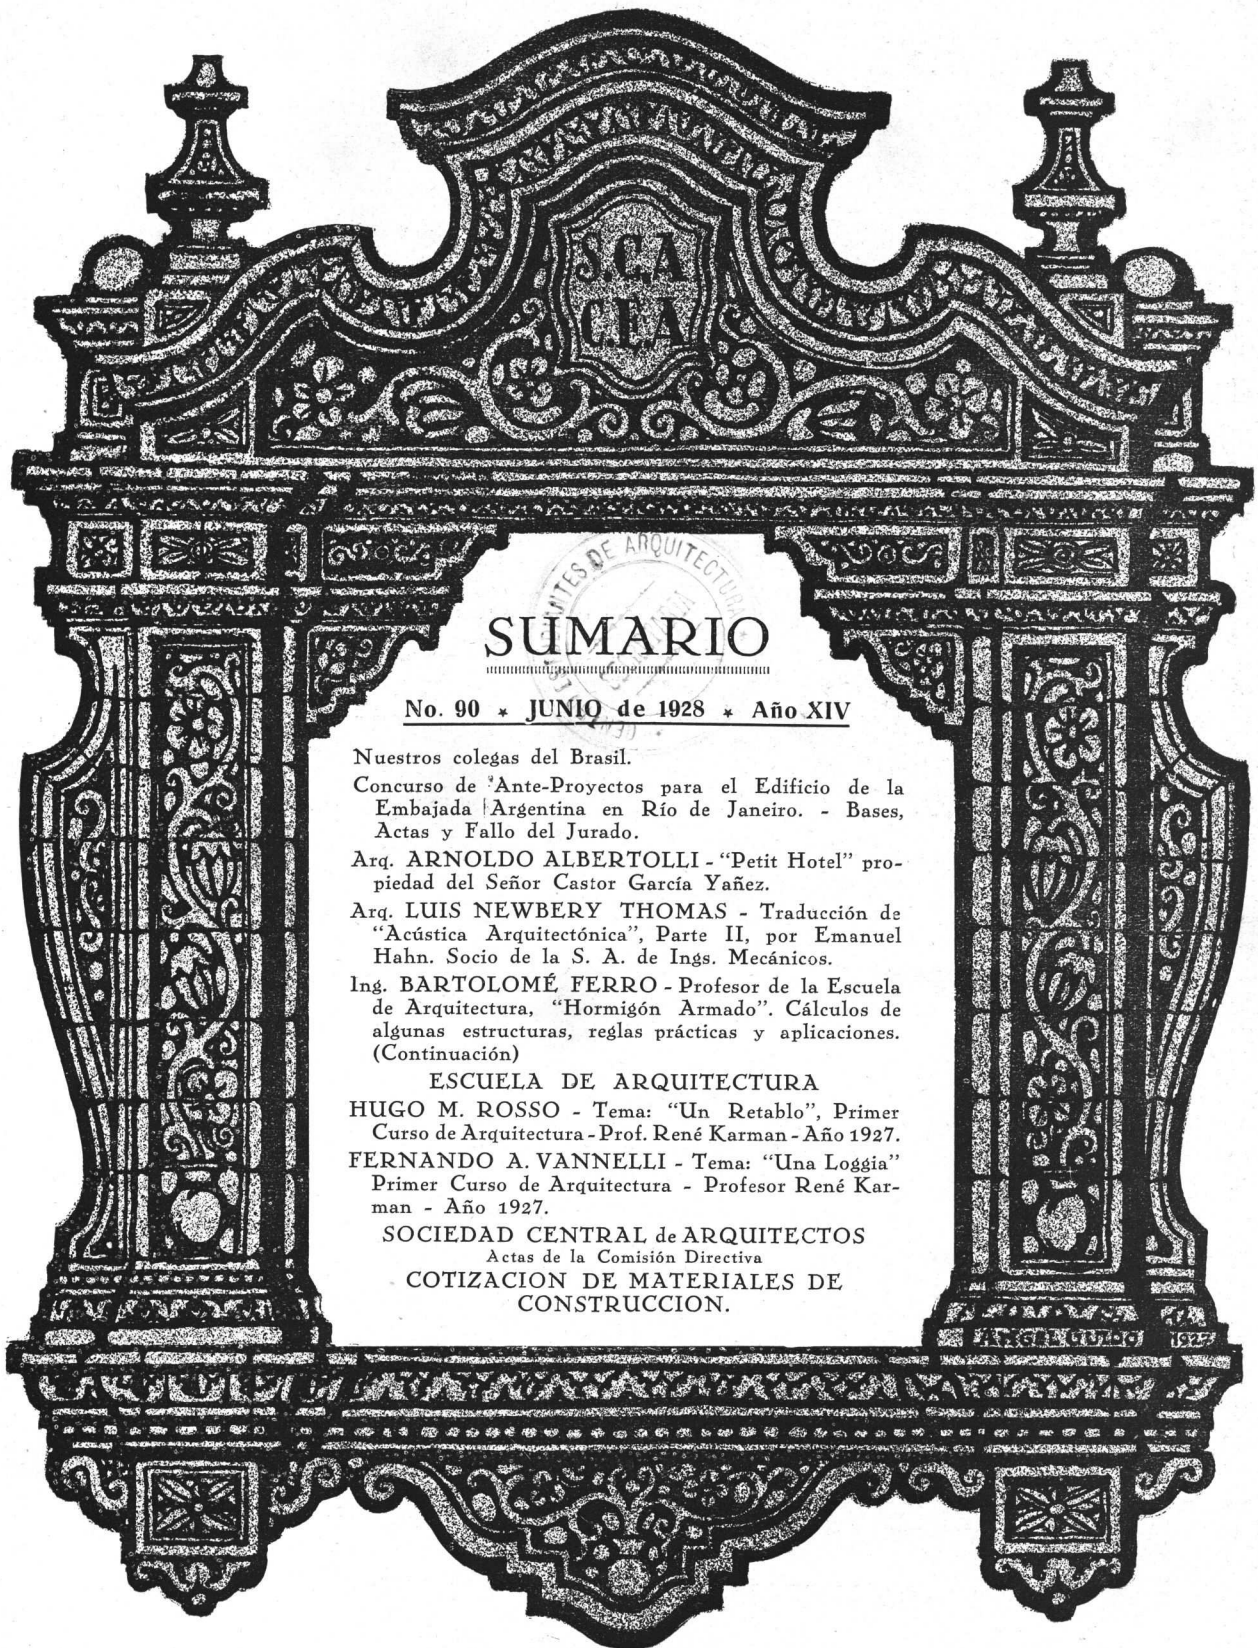 S.C.A
C.E.A
SUMARIO
No. 90 * JUNIO de 1928 * Año XIV
Nuestros colegas del Brasil.
Concurso de Ante-Proyectos para el Edificio de la
Embajada Argentina en Río de Janeiro. - Bases,
Actas y Fallo del Jurado.
Arq. ARNOLDO ALBERTOLLI - “Petit Hotel” pro-
piedad del Señor Castor García Yañez.
Arq. LUIS NEWBERY THOMAS - Traducción de
“Acústica Arquitectónica”, Parte II, por Emanuel
Hahn. Socio de la S. A. de Ings. Mecánicos.
Ing. BARTOLOMÉ FERRO - Profesor de la Escuela
de Arquitectura, “Hormigón Armado”. Cálculos de
algunas estructuras, reglas prácticas y aplicaciones.
(Continuación)
ESCUELA DE ARQUITECTURA
HUGO M. ROSSO - Tema: “Un Retablo”, Primer
Curso de Arquitectura - Prof. René Karman - Año 1927.
FERNANDO A. VANNELLI - Tema: “Una Loggia”
Primer Curso de Arquitectura - Profesor René Kar-
man - Año 1927.
SOCIEDAD CENTRAL de ARQUITECTOS
Actas de la Comisión Directiva
COTIZACION DE MATERIALES DE
CONSTRUCCION.
ANGEL GUIDO 1927
DE ARQUITECTURA